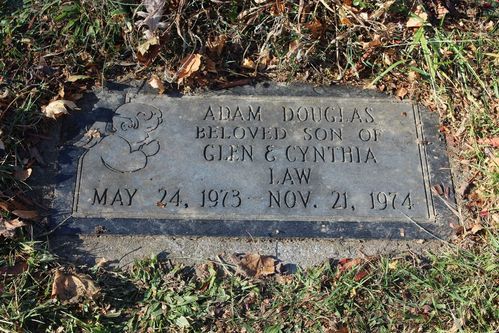 ADAM DOUGLAS
BELOVED SON OF
GLEN & CYNTHIA
LAW
MAY 24, 1973 - NOV. 21, 1974